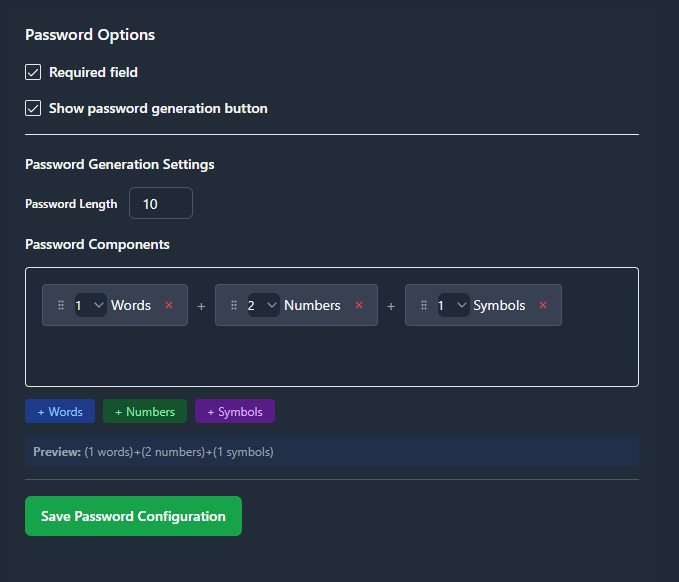 Password Options
Required field
Show password generation button
Password Generation Settings
Password Length 10
Password Components
1 Words × + 2 Numbers × + 1 Symbols ×
+ Words + Numbers + Symbols
Preview: (1 words)+(2 numbers)+(1 symbols)
Save Password Configuration